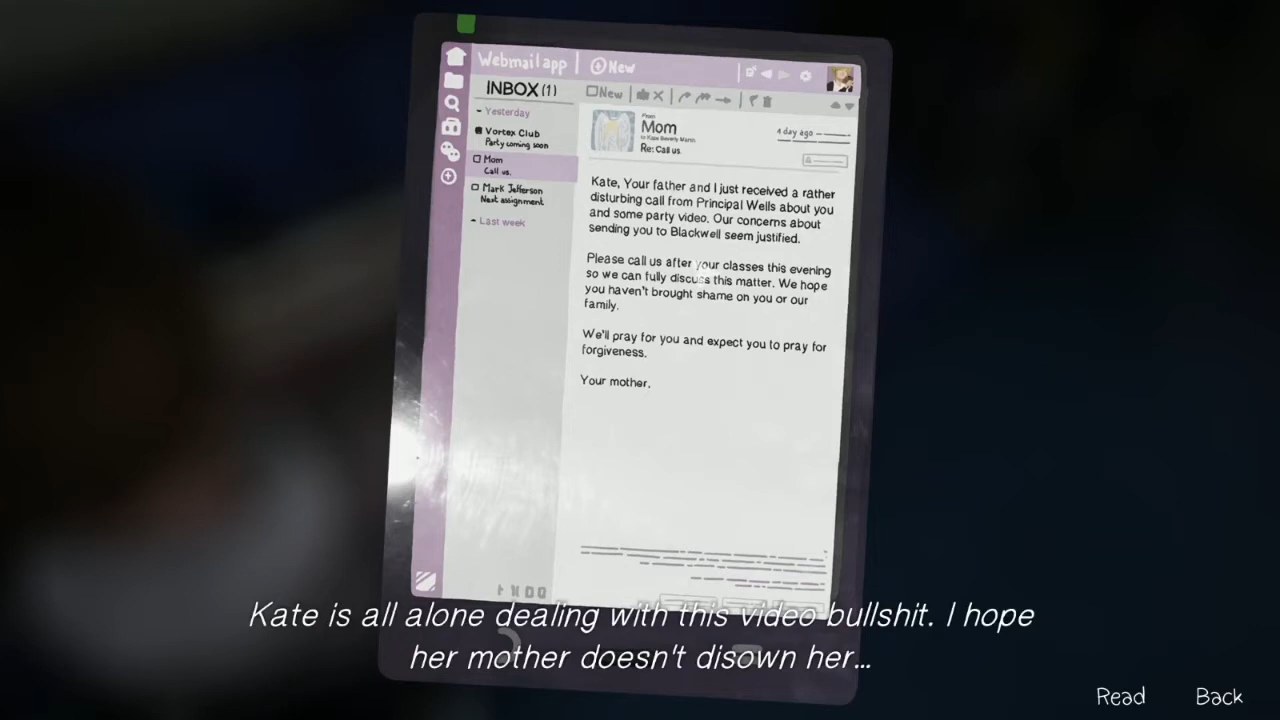 Webmail app
New
INBOX (1)
New
Yesterday
Vortex Club
Party coming soon
Mom
Call us.
Mark Jefferson
Next assignment
Last week
From
Mom
to Kate Beverly Marsh
Re: Call us.
4 day ago
Kate, Your father and I just received a rather
disturbing call from Principal Wells about you
and some party video. Our concerns about
sending you to Blackwell seem justified.
Please call us after your classes this evening
so we can fully discuss this matter. We hope
you haven't brought shame on you or our
family.
We'll pray for you and expect you to pray for
forgiveness.
Your mother.
Kate is all alone dealing with this video bullshit. I hope
her mother doesn't disown her...
Read
Back